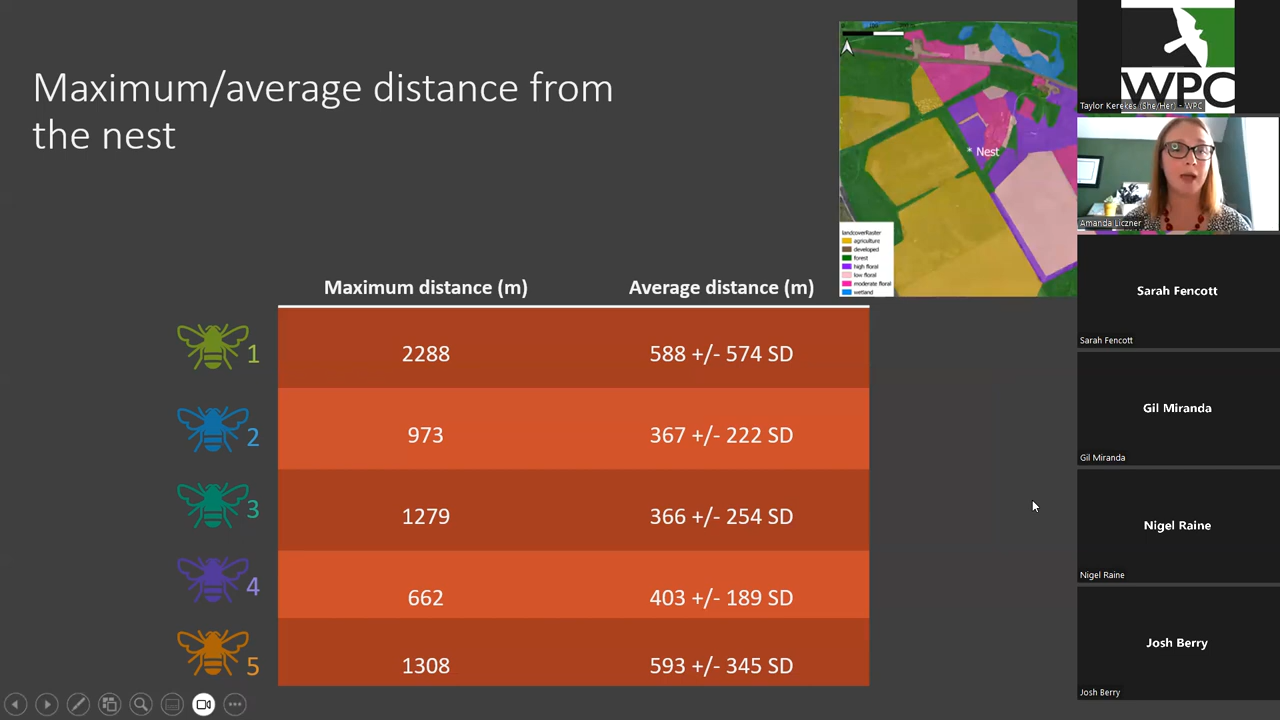 Maximum/average distance from
the nest
Maximum distance (m)
Average distance (m)
1
2288
588 +/- 574 SD
2
973
367 +/- 222 SD
3
1279
366 +/- 254 SD
4
662
403 +/- 189 SD
5
1308
593 +/- 345 SD
* Nest
landcoverRaster
agriculture
developed
forest
high floral
low floral
moderate floral
wetland
WPC
Taylor Kerekes (She/Her) - WPC
Amanda Liczner
Sarah Fencott
Sarah Fencott
Gil Miranda
Gil Miranda
Nigel Raine
Nigel Raine
Josh Berry
Josh Berry